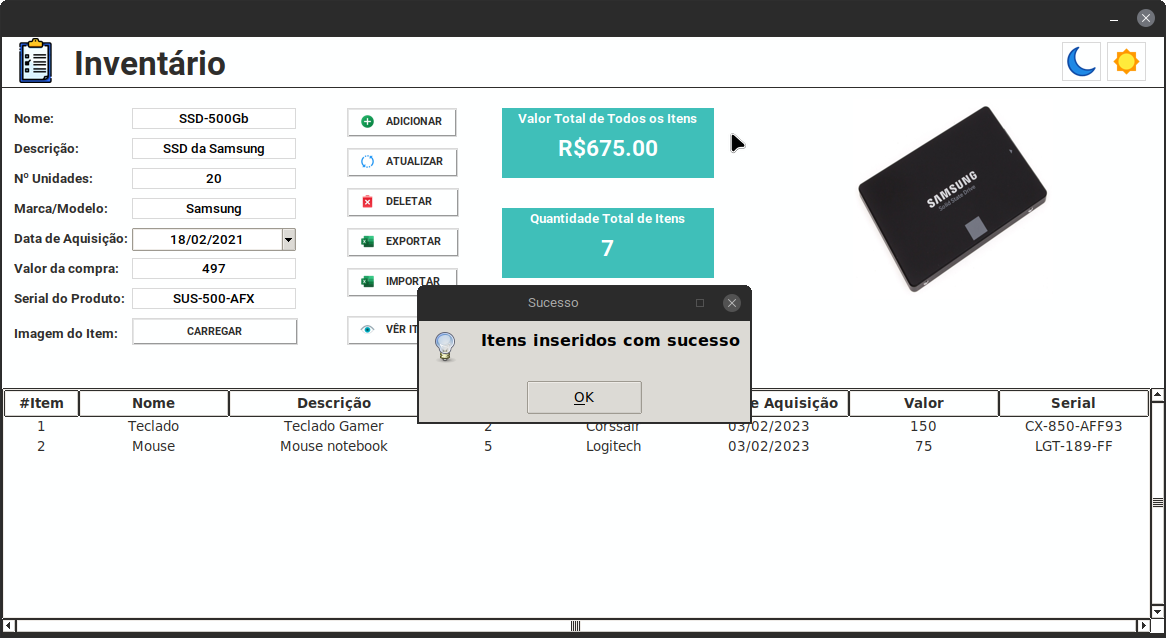 Inventário
Nome: SSD-500Gb
Descrição: SSD da Samsung
Nº Unidades: 20
Marca/Modelo: Samsung
Data de Aquisição: 18/02/2021
Valor da compra: 497
Serial do Produto: SUS-500-AFX
Imagem do Item: CARREGAR
ADICIONAR
ATUALIZAR
DELETAR
EXPORTAR
IMPORTAR
VÊR IT
Valor Total de Todos os Itens
R$675.00
Quantidade Total de Itens
7
SAMSUNG
Solid State Drive
Sucesso
Itens inseridos com sucesso
OK
#Item Nome Descrição e Aquisição Valor Serial
1 Teclado Teclado Gamer 2 Corssair 03/02/2023 150 CX-850-AFF93
2 Mouse Mouse notebook 5 Logitech 03/02/2023 75 LGT-189-FF